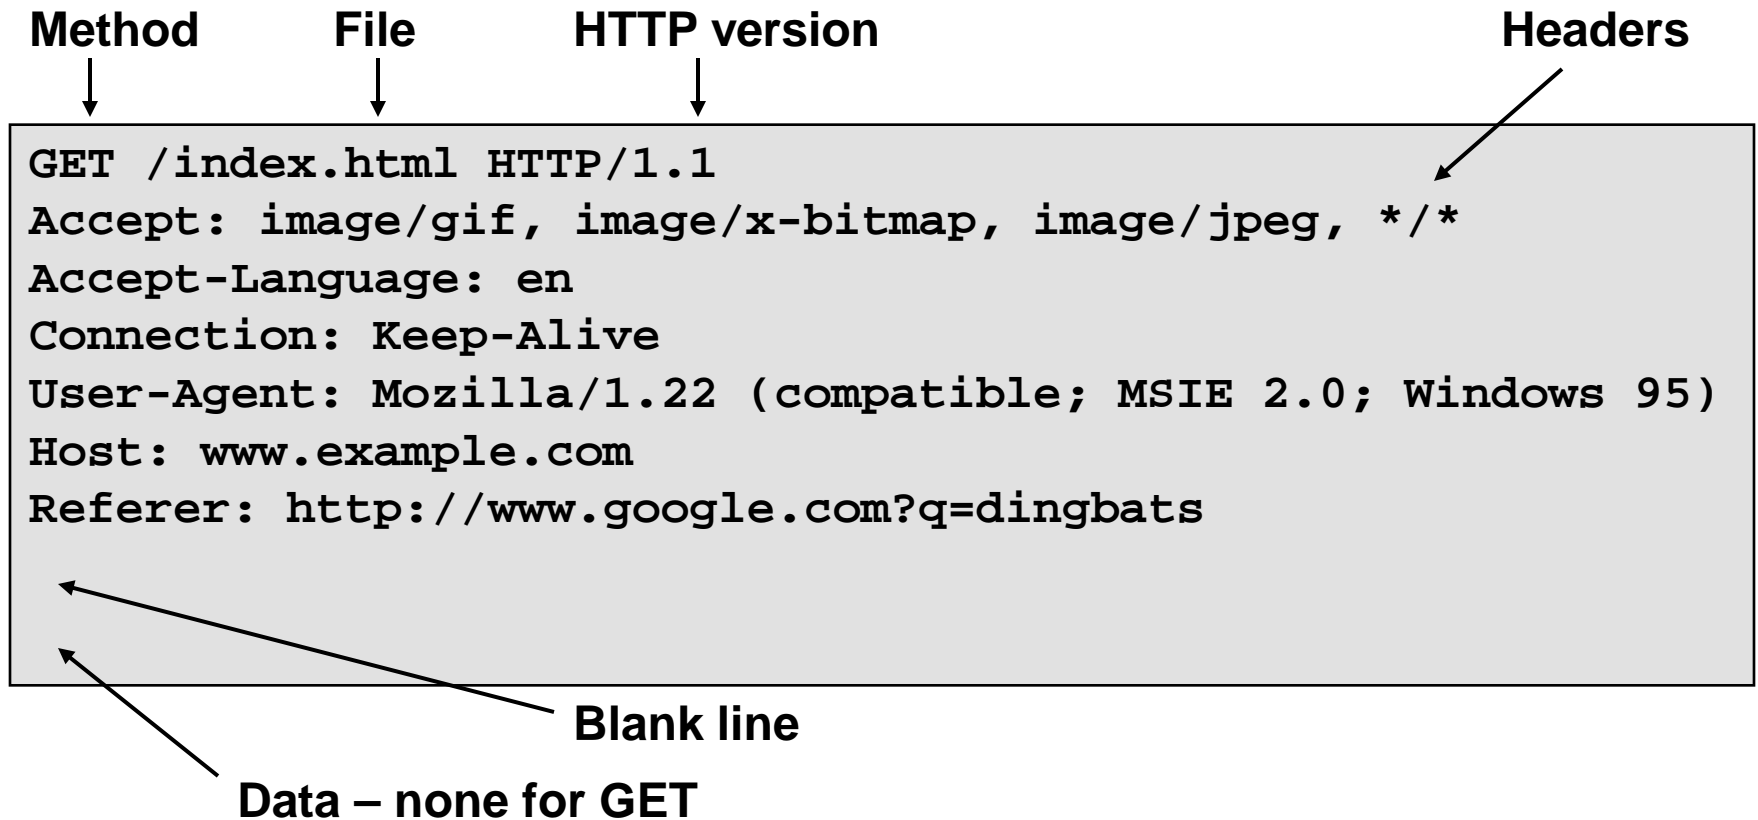 Method File HTTP version Headers
GET /index.html HTTP/1.1
Accept: image/gif, image/x-bitmap, image/jpeg, */*
Accept-Language: en
Connection: Keep-Alive
User-Agent: Mozilla/1.22 (compatible; MSIE 2.0; Windows 95)
Host: www.example.com
Referer: http://www.google.com?q=dingbats
Blank line
Data – none for GET